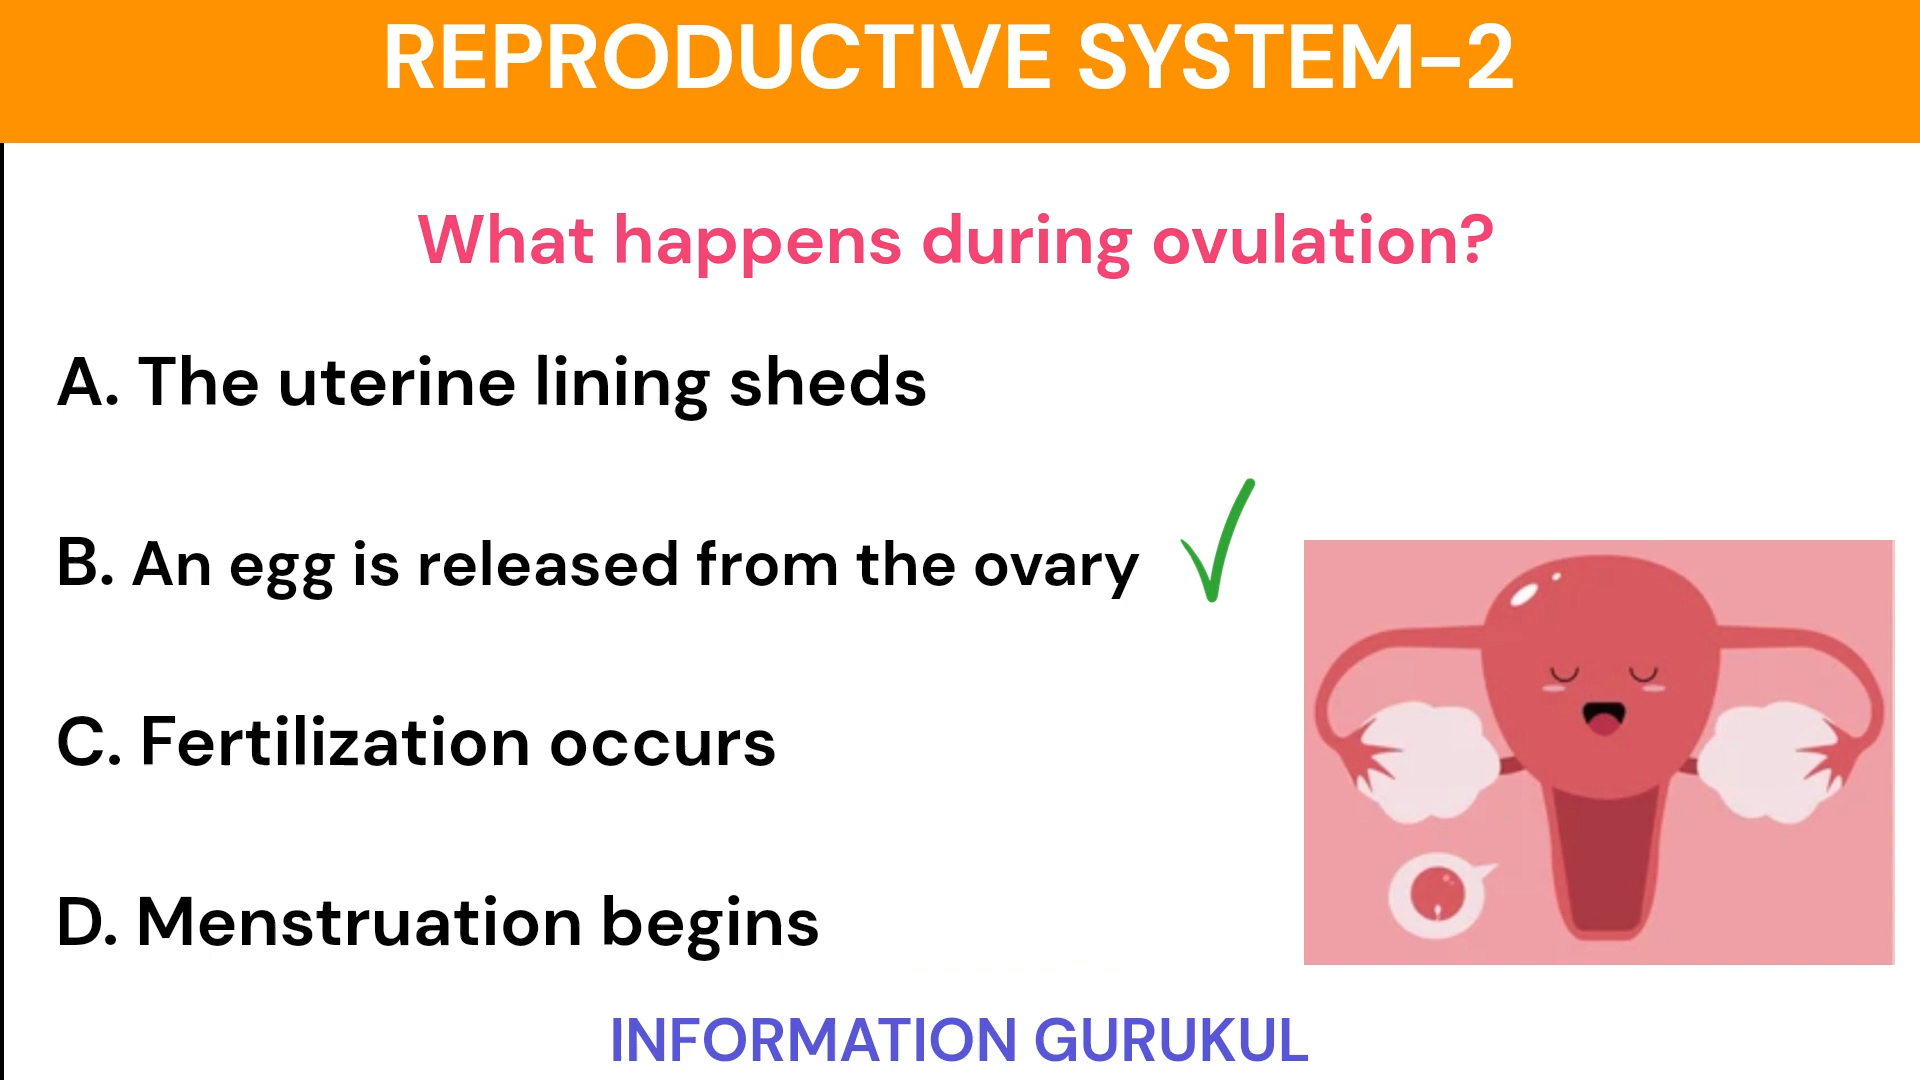 REPRODUCTIVE SYSTEM-2
What happens during ovulation?
A. The uterine lining sheds
B. An egg is released from the ovary
C. Fertilization occurs
D. Menstruation begins
INFORMATION GURUKUL